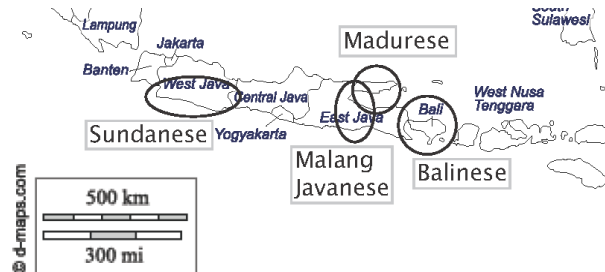 South
Sulawesi
Lampung
Jakarta
Madurese
Banten
West Java
West Nusa
Tenggara
Central Java
Bali
East Java
Sundanese
Yogyakarta
Malang
Javanese
Balinese
500 km
300 mi
© d-maps.com